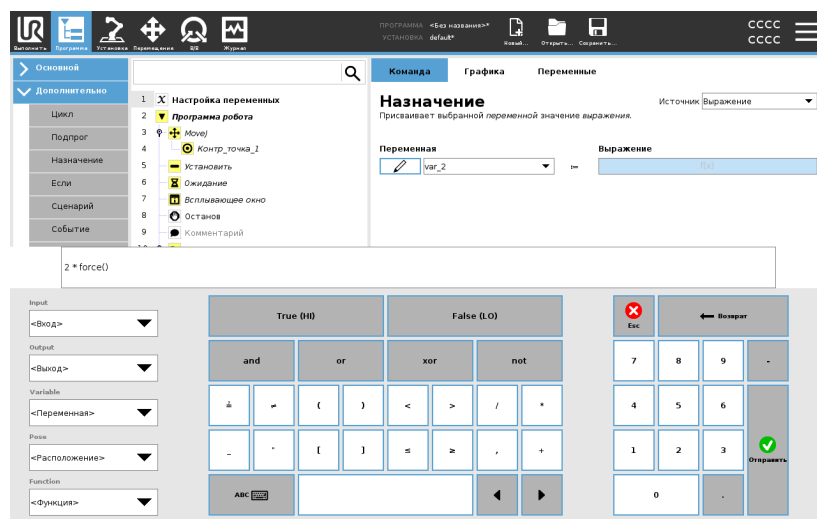 ПРОГРАММА <Без названия>*
УСТАНОВКА default*
CCCC
CCCC
Выполнить Программа Установка Перемещение В/В Журнал
Новый... Открыть... Сохранить...
Основной
Дополнительно
Цикл
Подпрог
Назначение
Если
Сценарий
Событие
1 X Настройка переменных
2 Программа робота
3 MoveJ
4 Контр_точка_1
5 Установить
6 Ожидание
7 Всплывающее окно
8 Останов
9 Комментарий
Команда Графика Переменные
Назначение
Источник Выражение
Присваивает выбранной переменной значение выражения.
Переменная Выражение
var_2 := f(x)
2 * force()
Input
<Вход>
Output
<Выход>
Variable
<Переменная>
Pose
<Расположение>
Function
<Функция>
True (HI) False (LO)
and or xor not
≟ ≠ ( ) < > / *
_ " [ ] ≤ ≥ , +
ABC
Esc Возврат
7 8 9 -
4 5 6
1 2 3 Отправить
0 .